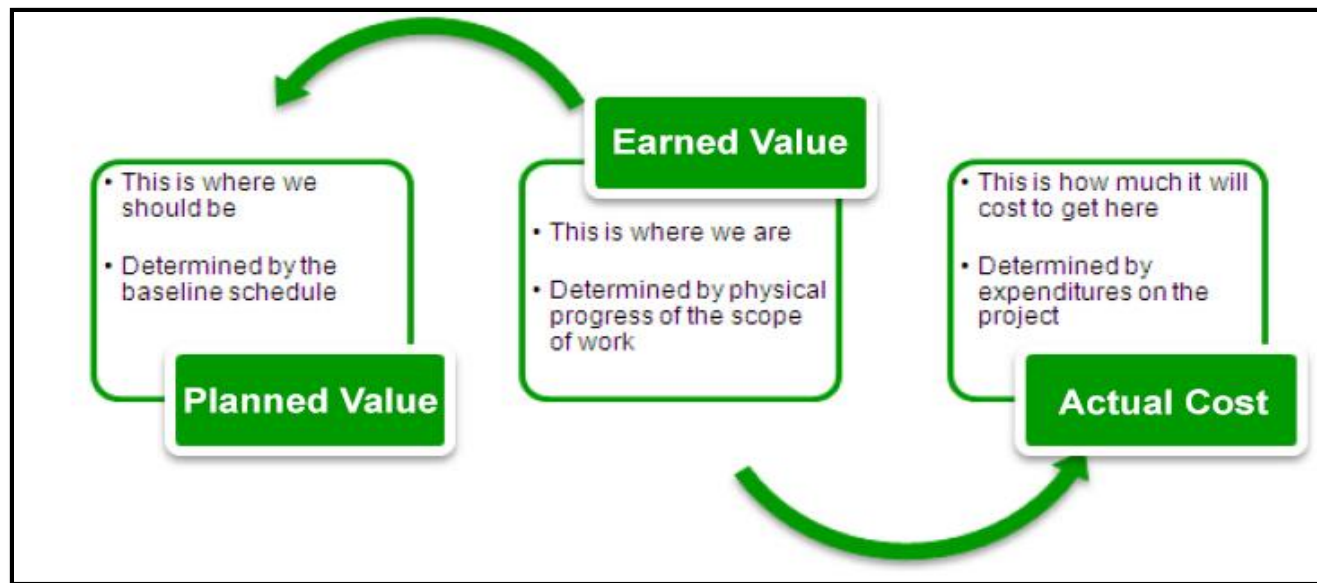 • This is where we
should be
• Determined by the
baseline schedule
Planned Value
Earned Value
• This is where we are
• Determined by physical
progress of the scope
of work
• This is how much it will
cost to get here
• Determined by
expenditures on the
project
Actual Cost